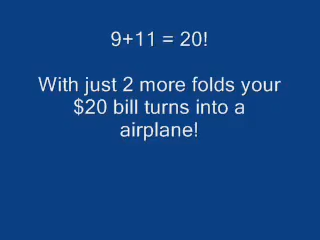 9+11 = 20!
With just 2 more folds your
$20 bill turns into a
airplane!